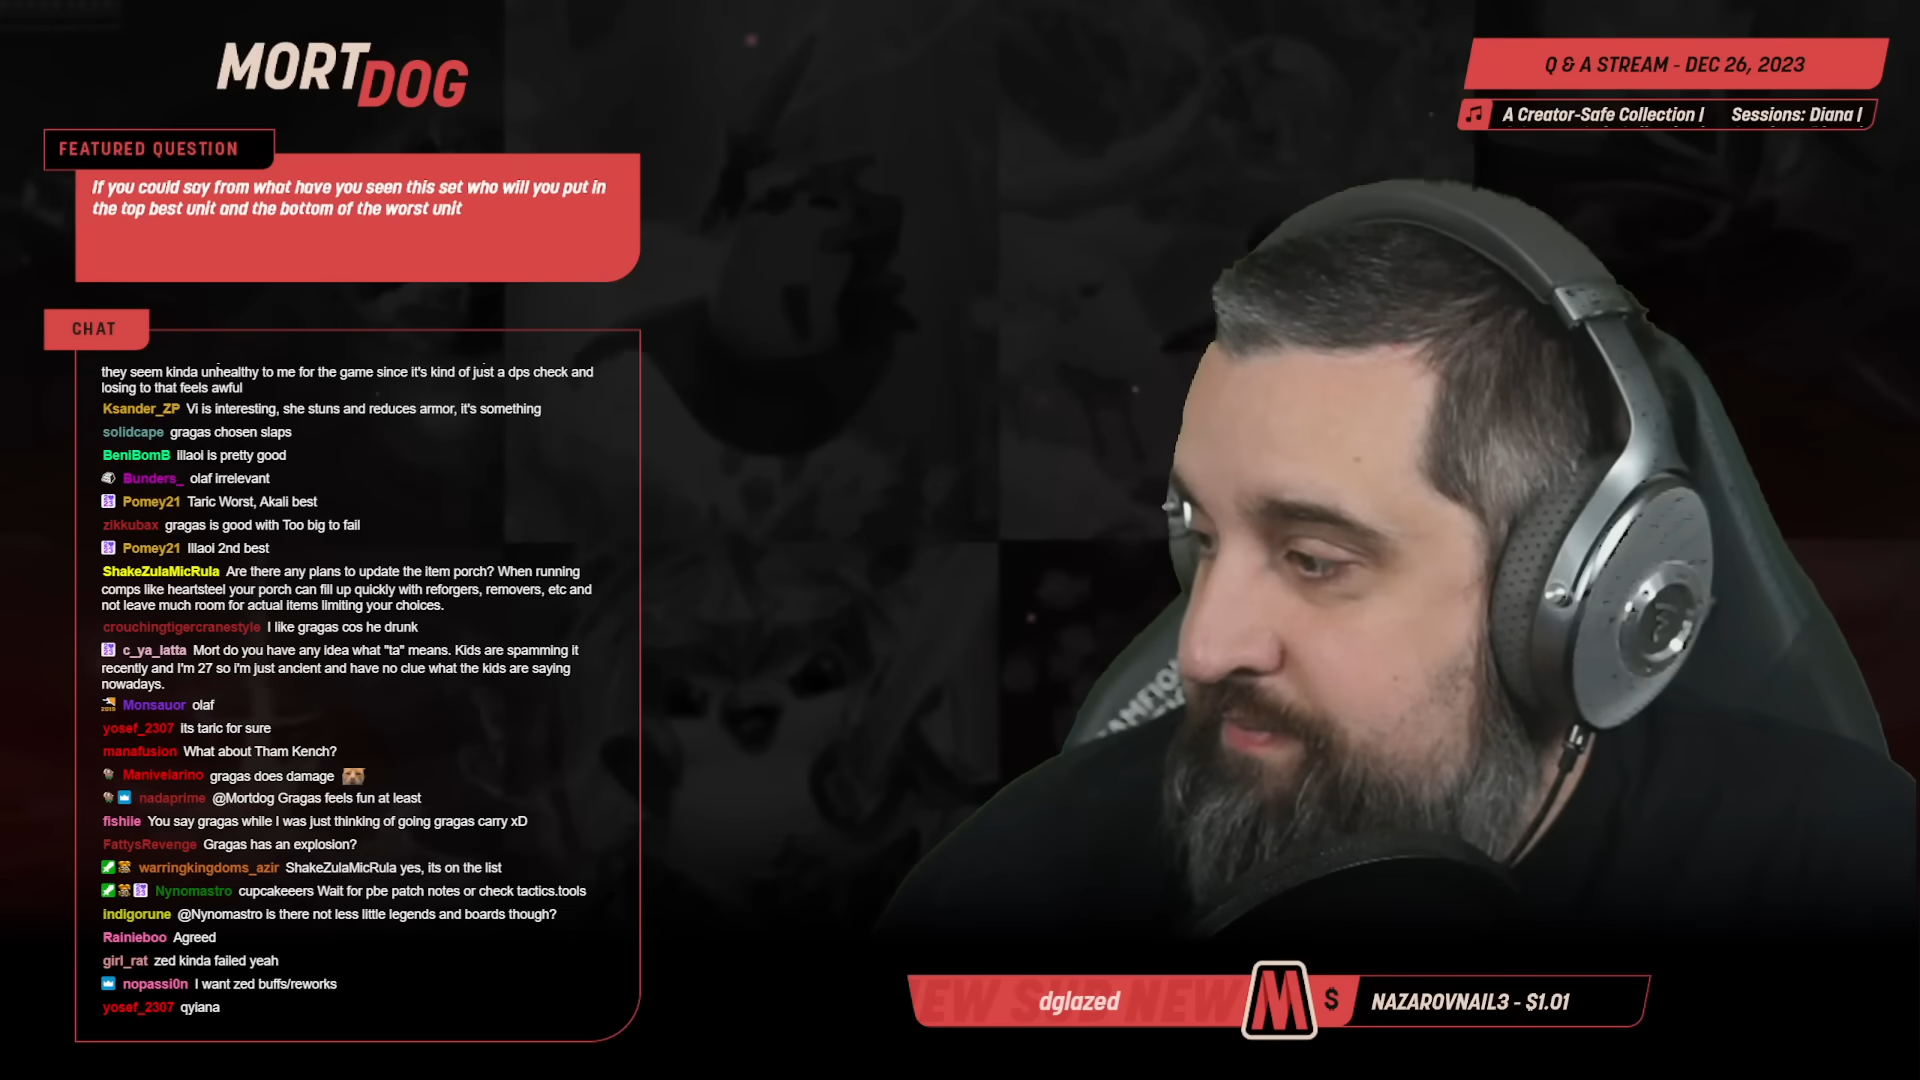 MORTDOG
Q & A STREAM - DEC 26, 2023
A Creator-Safe Collection | Sessions: Diana |
FEATURED QUESTION
If you could say from what have you seen this set who will you put in
the top best unit and the bottom of the worst unit
CHAT
they seem kinda unhealthy to me for the game since it's kind of just a dps check and
losing to that feels awful
Ksander_ZP Vi is interesting, she stuns and reduces armor, it's something
solidcape gragas chosen slaps
BeniBomB illaoi is pretty good
Bunders_ olaf irrelevant
Pomey21 Taric Worst, Akali best
zikkubax gragas is good with Too big to fail
Pomey21 Illaoi 2nd best
ShakeZulaMicRula Are there any plans to update the item porch? When running
comps like heartsteel your porch can fill up quickly with reforgers, removers, etc and
not leave much room for actual items limiting your choices.
crouchingtigercranestyle I like gragas cos he drunk
c_ya_latta Mort do you have any idea what "ta" means. Kids are spamming it
recently and I'm 27 so i'm just ancient and have no clue what the kids are saying
nowadays.
Monsauor olaf
yosef_2307 its taric for sure
manafusion What about Tham Kench?
Manivelarino gragas does damage
nadaprime @Mortdog Gragas feels fun at least
fishiie You say gragas while I was just thinking of going gragas carry xD
FattysRevenge Gragas has an explosion?
warringkingdoms_azir ShakeZulaMicRula yes, its on the list
Nynomastro cupcakeeers Wait for pbe patch notes or check tactics.tools
indigorune @Nynomastro is there not less little legends and boards though?
Rainieboo Agreed
girl_rat zed kinda failed yeah
nopassi0n I want zed buffs/reworks
yosef_2307 qyiana
EW SUB NEW
dglazed
M
$
NAZAROVNAIL3 - $1.01